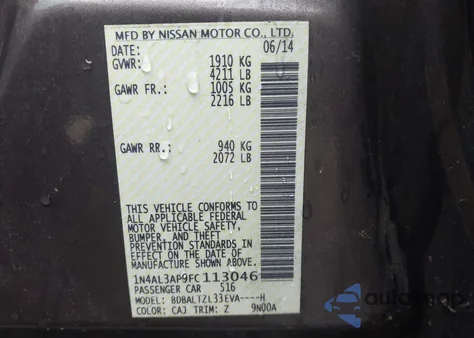 MFD BY NISSAN MOTOR CO., LTD.
DATE: 06/14
GVWR: 1910 KG
4211 LB
GAWR FR.: 1005 KG
2216 LB
GAWR RR.: 940 KG
2072 LB
THIS VEHICLE CONFORMS TO
ALL APPLICABLE FEDERAL
MOTOR VEHICLE SAFETY,
BUMPER, AND THEFT
PREVENTION STANDARDS IN
EFFECT ON THE DATE OF
MANUFACTURE SHOWN ABOVE.
1N4AL3AP9FC113046
PASSENGER CAR 516
MODEL: BDBALTZL33EVA----H
COLOR: CAJ TRIM: Z 9N00A